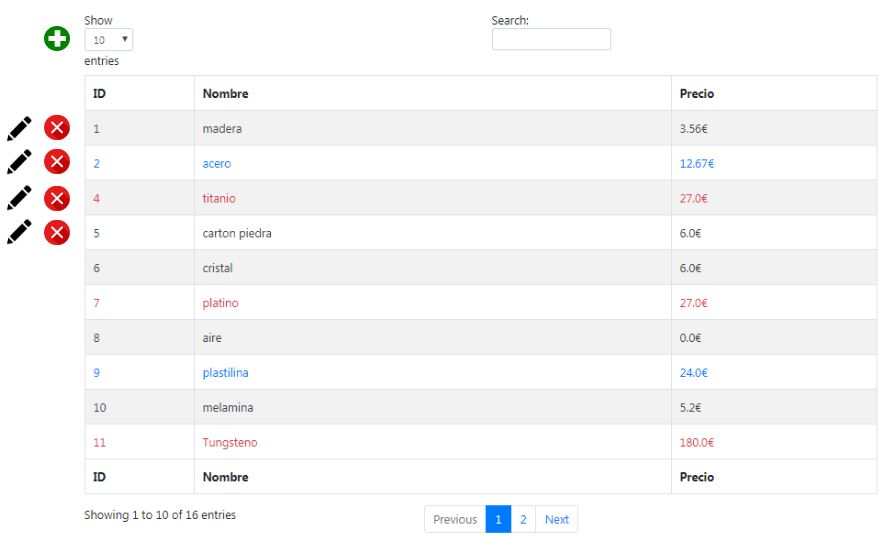 Show
10
entries
Search:
ID Nombre Precio
1 madera 3.56€
2 acero 12.67€
4 titanio 27.0€
5 carton piedra 6.0€
6 cristal 6.0€
7 platino 27.0€
8 aire 0.0€
9 plastilina 24.0€
10 melamina 5.2€
11 Tungsteno 180.0€
ID Nombre Precio
Showing 1 to 10 of 16 entries
Previous 1 2 Next